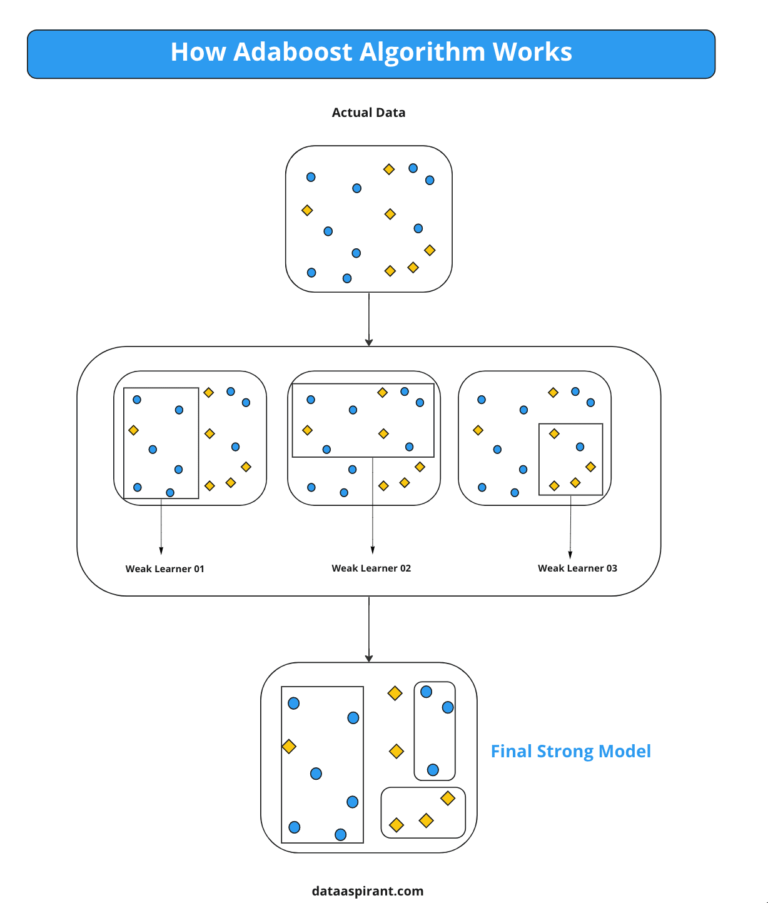 How Adaboost Algorithm Works
Actual Data
Weak Learner 01
Weak Learner 02
Weak Learner 03
Final Strong Model
dataaspirant.com